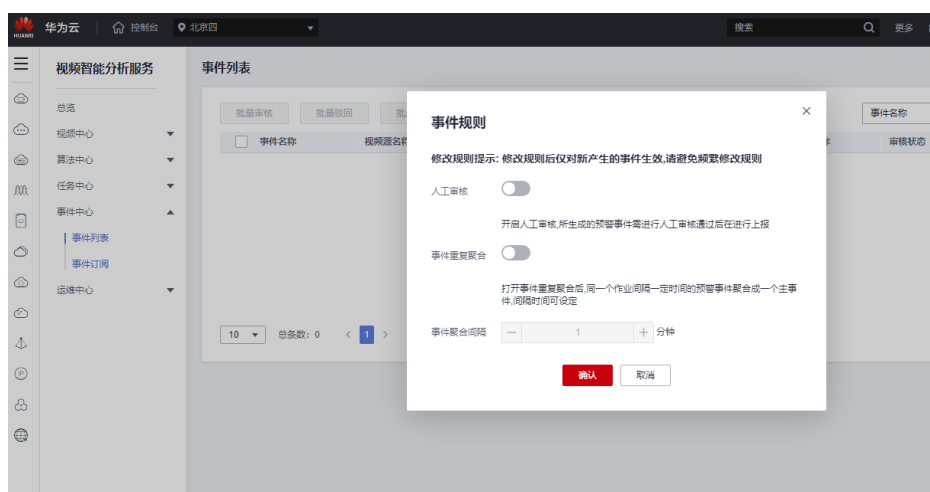 HUAWEI
华为云
控制台
北京四
搜索
更多
视频智能分析服务
事件列表
总览
视频中心
算法中心
任务中心
事件中心
事件列表
事件订阅
运维中心
批量审核
批量驳回
事件名称
事件名称
视频源名称
审核状态
事件规则
修改规则提示: 修改规则后仅对新产生的事件生效,请避免频繁修改规则
人工审核
开启人工审核,所生成的预警事件需进行人工审核通过后在进行上报
事件重复聚合
打开事件重复聚合后,同一个作业间隔一定时间的预警事件聚合成一个主事
件,间隔时间可设定
事件聚合间隔
1
分钟
确认
取消
10
总条数: 0
1